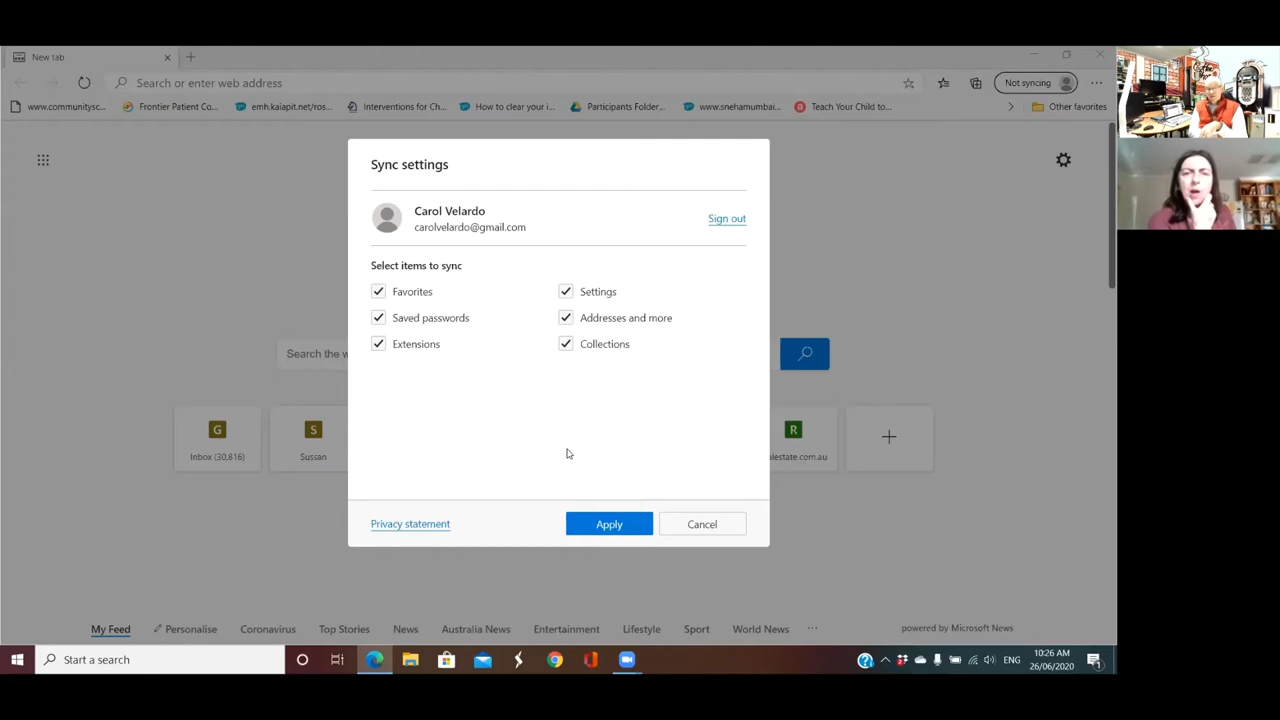 New tab
Search or enter web address
Not syncing
www.communitysc...
Frontier Patient Co...
emh.kaiapit.net/ros...
Interventions for Ch...
How to clear your i...
Participants Folder...
www.snehamumbai...
Teach Your Child to...
Other favorites
Sync settings
Carol Velardo
Sign out
carolvelardo@gmail.com
Select items to sync
Favorites
Settings
Saved passwords
Addresses and more
Extensions
Collections
Search the w
G
S
R
Inbox (30,816)
Sussan
alestate.com.au
Privacy statement
Apply
Cancel
My Feed
Personalise
Coronavirus
Top Stories
News
Australia News
Entertainment
Lifestyle
Sport
World News
powered by Microsoft News
Start a search
ENG
10:26 AM
26/06/2020
1